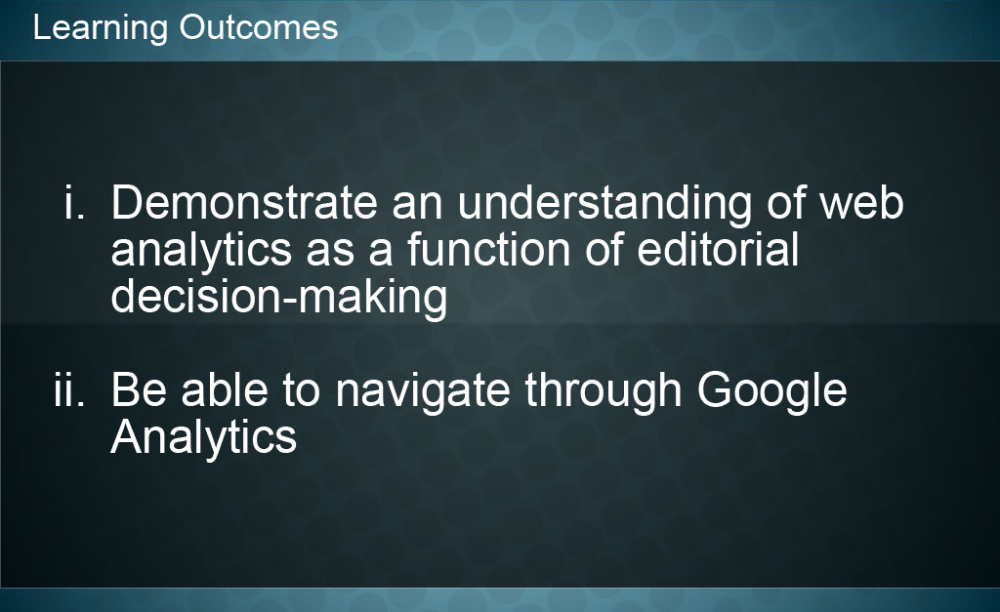 Learning Outcomes
i. Demonstrate an understanding of web
analytics as a function of editorial
decision-making
ii. Be able to navigate through Google
Analytics